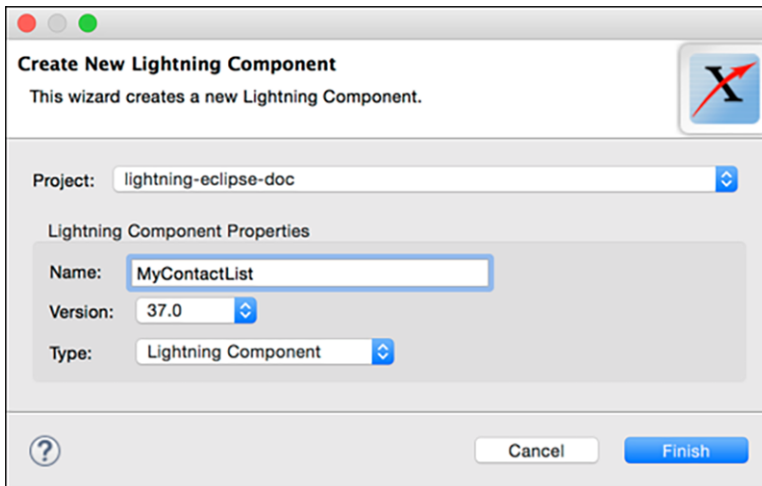 Create New Lightning Component
This wizard creates a new Lightning Component.
X
Project: lightning-eclipse-doc
Lightning Component Properties
Name: MyContactList
Version: 37.0
Type: Lightning Component
? Cancel Finish